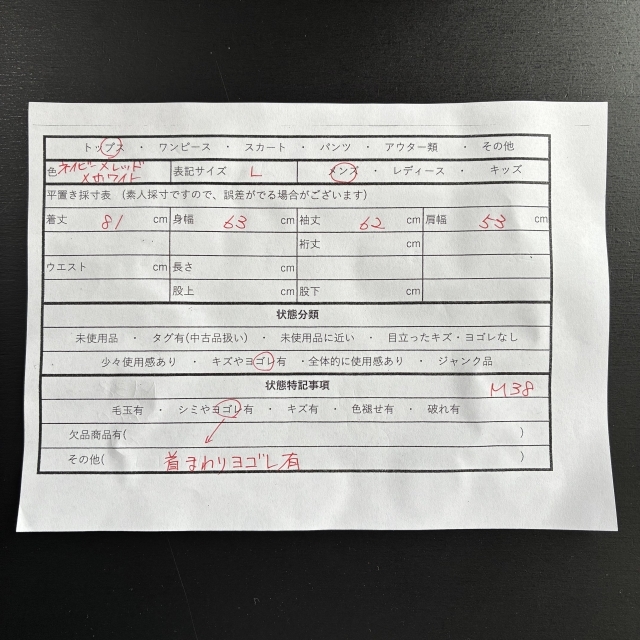 トップス ・ ワンピース ・ スカート ・ パンツ ・ アウター類 ・ その他
色 ネイビー×レッド×ホワイト 表記サイズ L メンズ ・ レディース ・ キッズ
平置き採寸表 (素人採寸ですので、誤差がでる場合がございます)
着丈 81 cm 身幅 63 cm 袖丈 62 cm 肩幅 53 cm
裄丈 cm
ウエスト cm 長さ cm
股上 cm 股下 cm
状態分類
未使用品 ・ タグ有(中古品扱い) ・ 未使用品に近い ・ 目立ったキズ・ヨゴレなし
少々使用感あり ・ キズやヨゴレ有 ・全体的に使用感あり ・ ジャンク品
状態特記事項 M38
毛玉有 ・ シミやヨゴレ有 ・ キズ有 ・ 色褪せ有 ・ 破れ有
欠品商品有( )
その他( 首まわりヨゴレ有 )